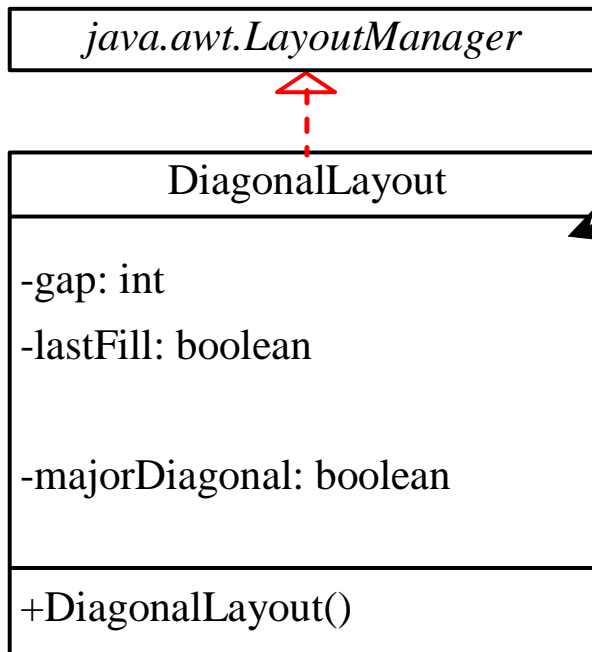 java.awt.LayoutManager
DiagonalLayout
-gap: int
-lastFill: boolean
-majorDiagonal: boolean
+DiagonalLayout()